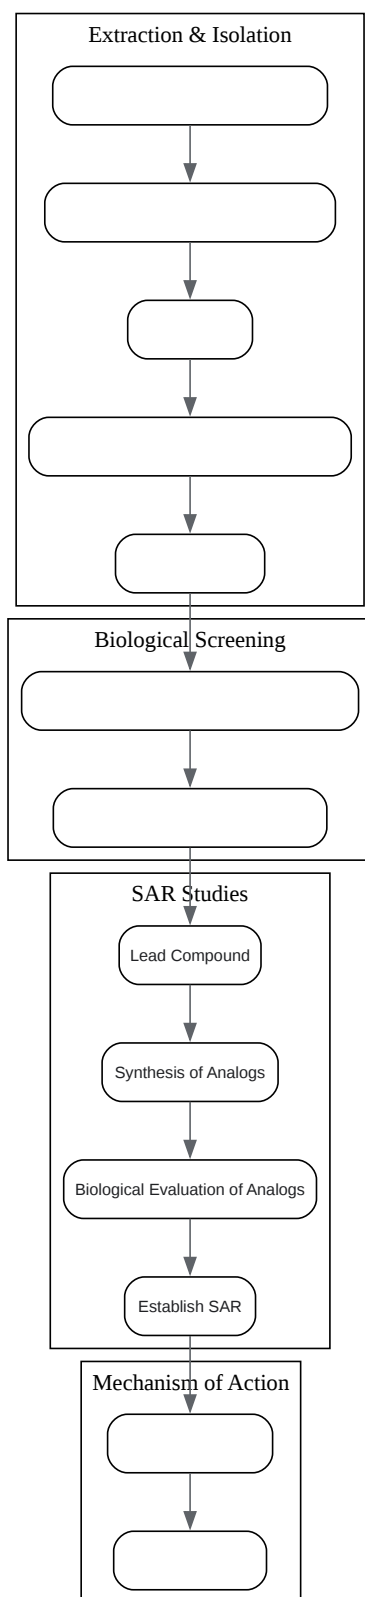 Extraction & Isolation
Biological Screening
SAR Studies
Lead Compound
Synthesis of Analogs
Biological Evaluation of Analogs
Establish SAR
Mechanism of Action